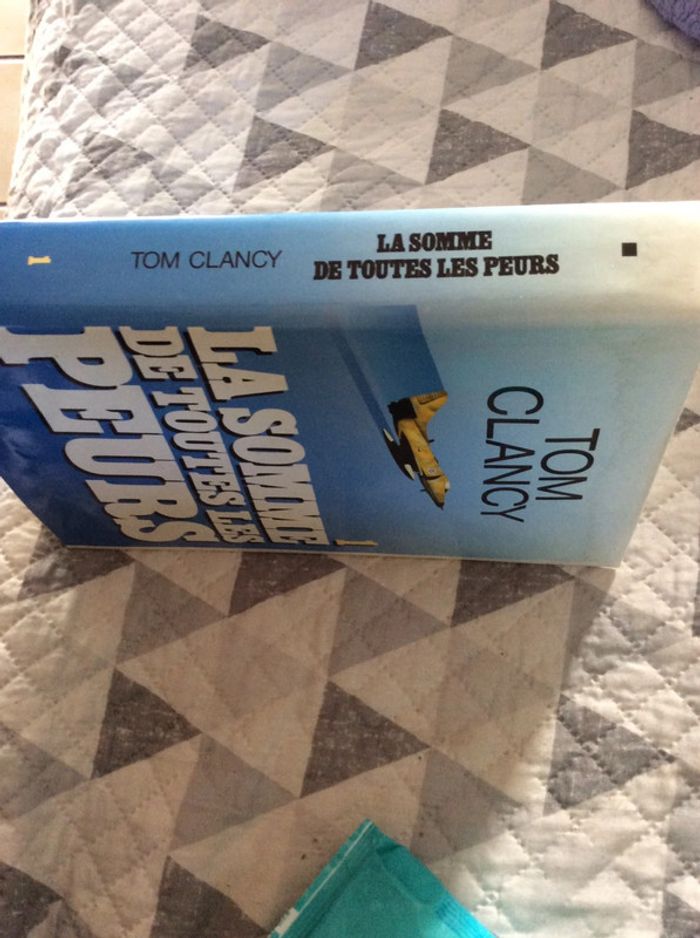 1
TOM CLANCY
LA SOMME
DE TOUTES LES PEURS
TOM
CLANCY
LA SOMME
DE TOUTES LES
PEURS
1